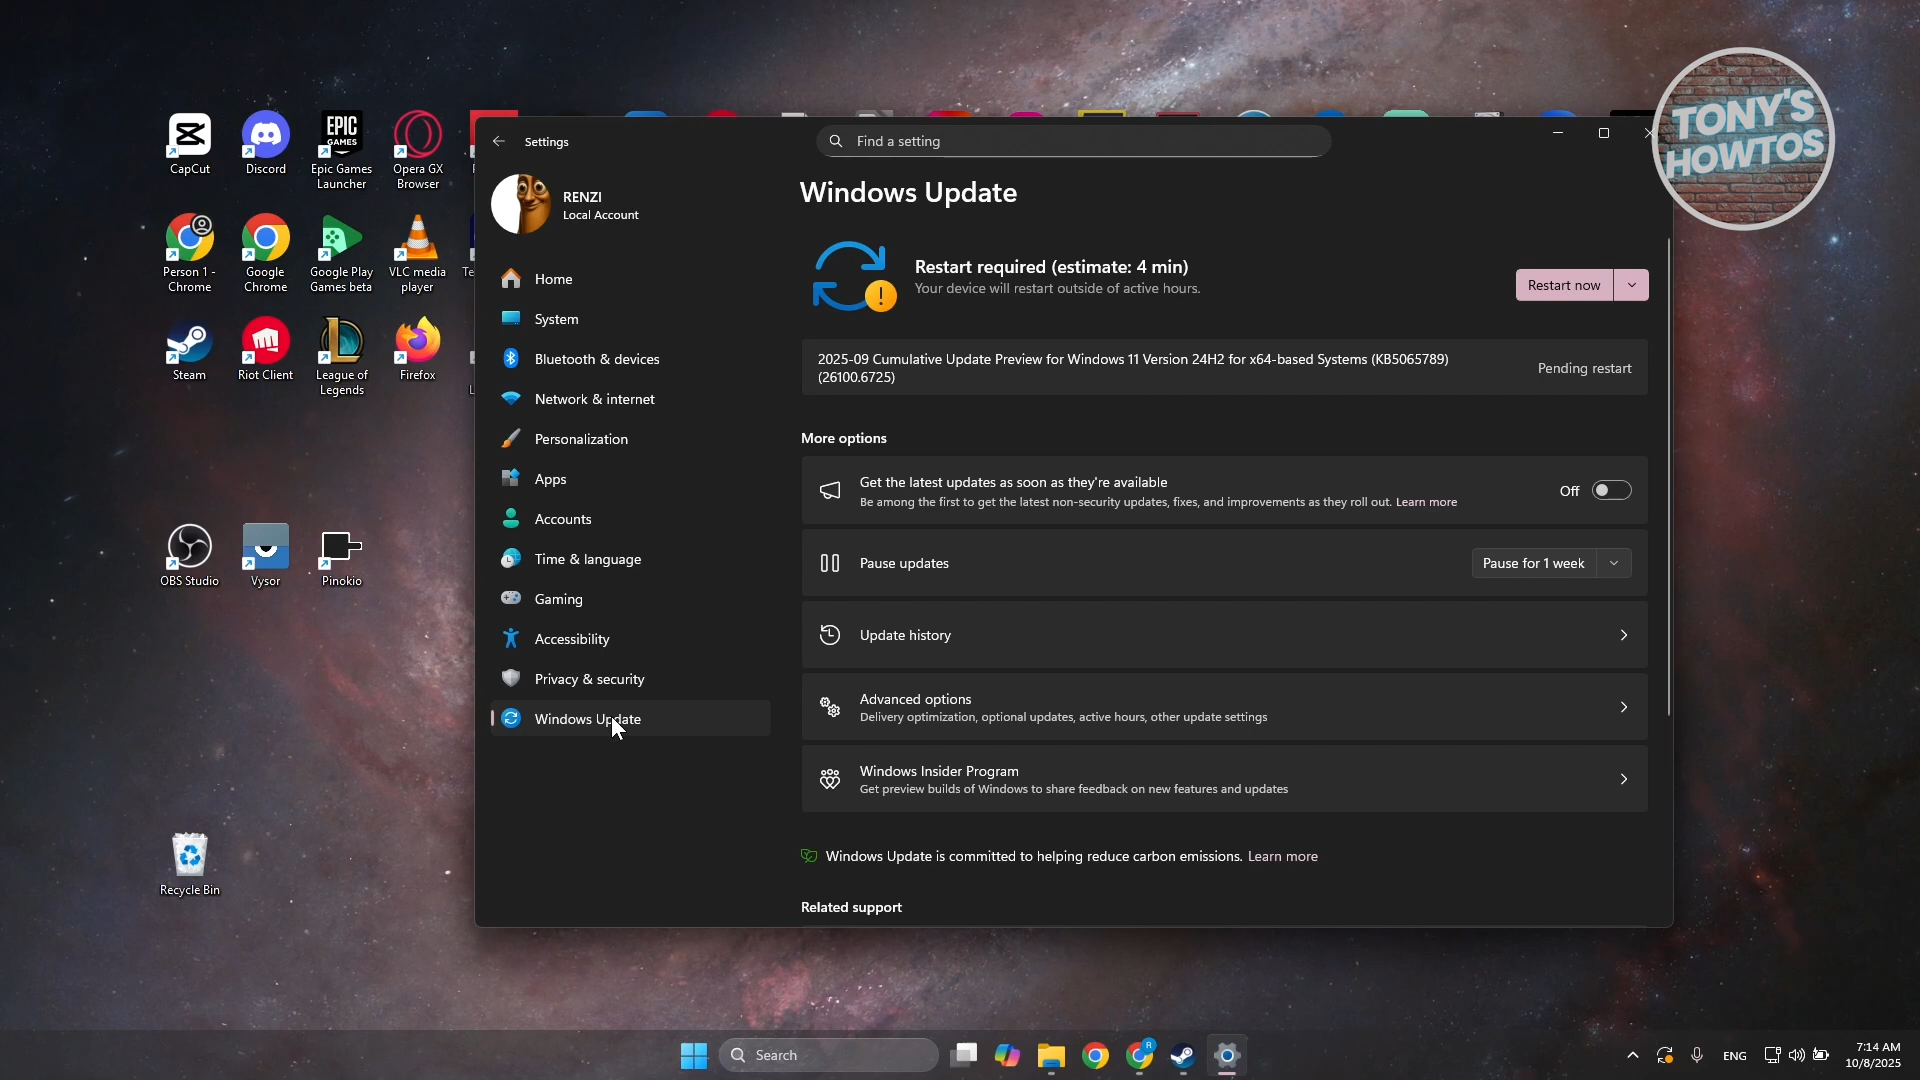 TONY'S
HOWTOS
Settings
Find a setting
RENZI
Local Account
Home
System
Bluetooth & devices
Network & internet
Personalization
Apps
Accounts
Time & language
Gaming
Accessibility
Privacy & security
Windows Update
Windows Update
Restart required (estimate: 4 min)
Your device will restart outside of active hours.
Restart now
2025-09 Cumulative Update Preview for Windows 11 Version 24H2 for x64-based Systems (KB5065789)
(26100.6725)
Pending restart
More options
Get the latest updates as soon as they're available
Be among the first to get the latest non-security updates, fixes, and improvements as they roll out. Learn more
Off
Pause updates
Pause for 1 week
Update history
Advanced options
Delivery optimization, optional updates, active hours, other update settings
Windows Insider Program
Get preview builds of Windows to share feedback on new features and updates
Windows Update is committed to helping reduce carbon emissions. Learn more
Related support
CapCut
Discord
EPIC
GAMES
Epic Games
Launcher
Opera GX
Browser
Person 1 -
Chrome
Google
Chrome
Google Play
Games beta
VLC media
player
Steam
Riot Client
League of
Legends
Firefox
OBS Studio
Vysor
Pinokio
Recycle Bin
Search
R
ENG
7:14 AM
10/8/2025